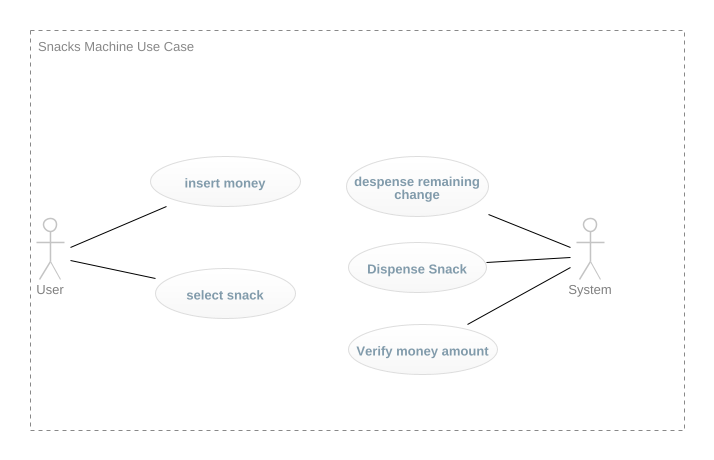 Snacks Machine Use Case
insert money
despense remaining
change
Dispense Snack
select snack
User
System
Verify money amount